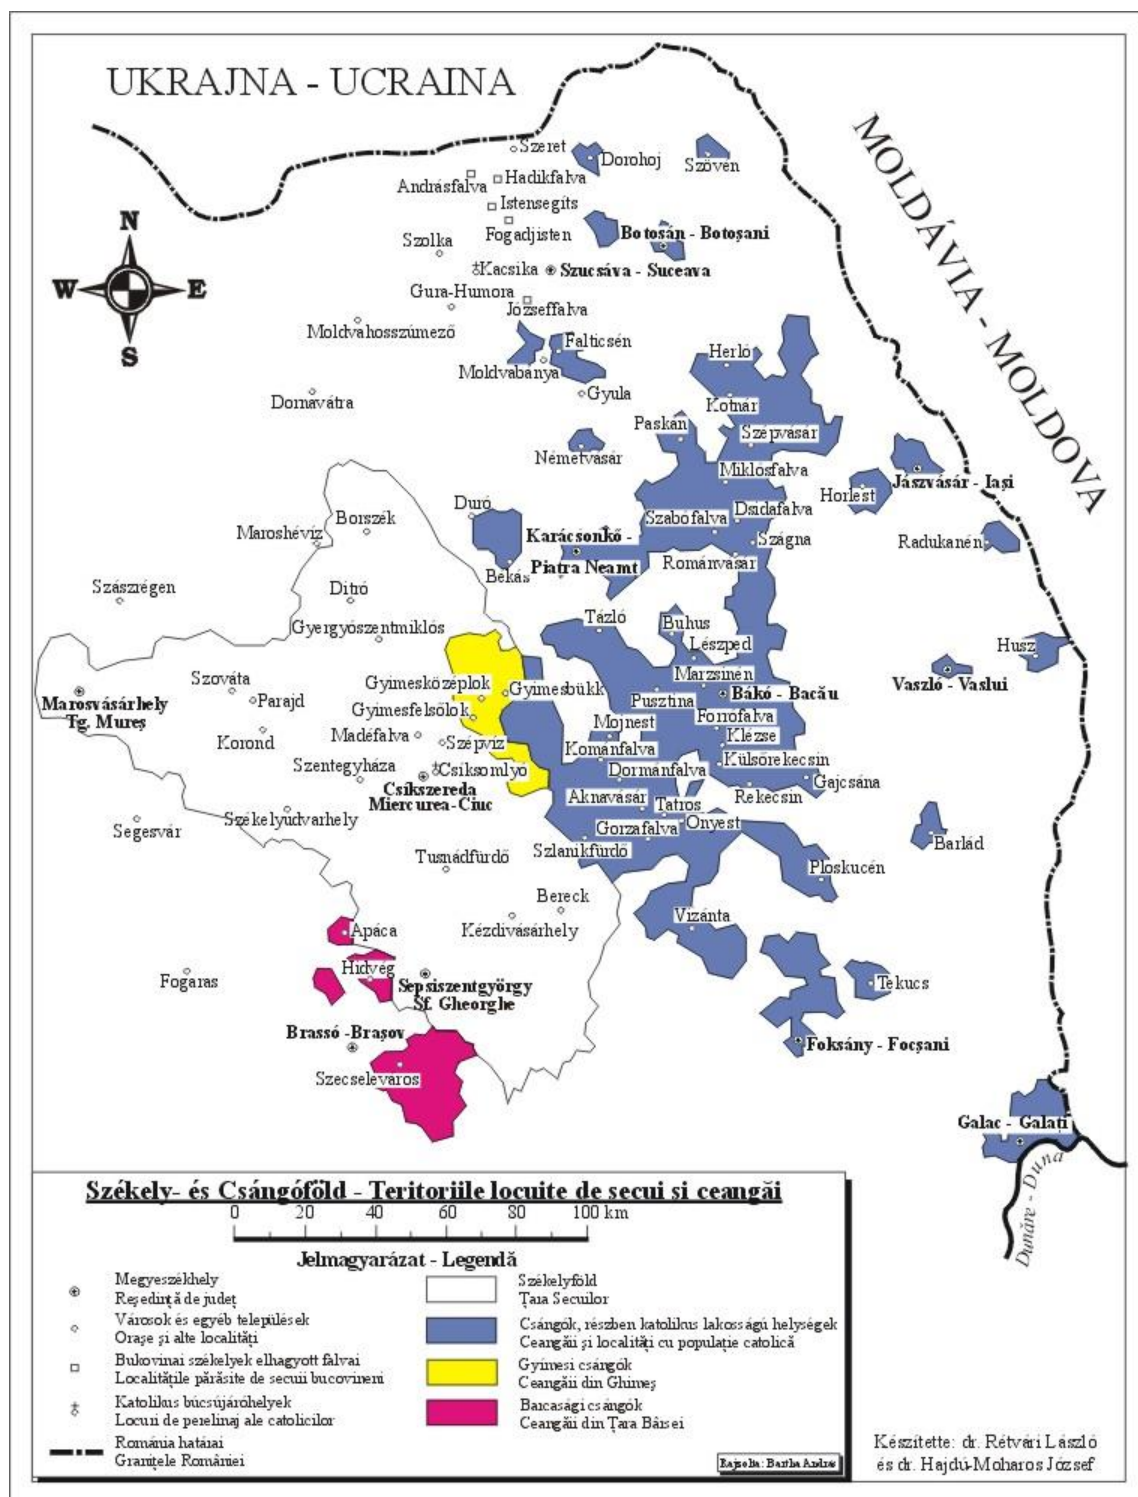 UKRAJNA - UCRAINA
MOLDÁVIA - MOLDOVA
N
W E
S
Szeret
Dorohoj
Szöven
Andrásfalva
Hadikfalva
Istensegíts
Fogadjisten
Botosán - Botoșani
Szolka
Kacsika
Szucsáva - Suceava
Gura-Humora
Józseffalva
Moldvahosszúmező
Falticsén
Moldvabánya
Herló
Dornavátra
Gyula
Kotnár
Paskán
Szépvásár
Németvásár
Miklósfalva
Jászvásár - Iași
Horlest
Duró
Borszék
Maroshévíz
Karácsonkő -
Piatra Neamt
Szabófalva
Dsidafalva
Szágna
Radukanén
Bekás
Románvásár
Szászrégen
Ditró
Gyergyószentmiklós
Tázló
Buhus
Lészped
Husz
Szováta
Parajd
Gyimesközéplok
Gyimesbükk
Marzsinén
Bákó - Bacău
Vaszló - Vaslui
Marosvásárhely
Tg. Mureș
Gyimesfelsőlok
Pusztina
Forrófalva
Korond
Madéfalva
Szépvíz
Mojnest
Klézse
Kománfalva
Külsőrekecsin
Szentegyháza
Csíksomlyó
Csíkszereda
Miercurea-Ciuc
Dormánfalva
Gajcsána
Aknavásár
Rekecsin
Tatros
Székelyudvarhely
Segesvár
Gorzafalva
Onyest
Szlanikfürdő
Barlád
Tusnádfürdő
Ploskucén
Bereck
Kézdivásárhely
Vizánta
Apáca
Hidvég
Fogaras
Sepsiszentgyörgy
Sf. Gheorghe
Tekucs
Brassó -Brașov
Foksány - Focșani
Szecseleváros
Galac - Galați
Dunăre - Duna
Székely- és Csángóföld - Teritoriile locuite de secui si ceangăi
0 20 40 60 80 100 km
Jelmagyarázat - Legendă
Megyeszékhely
Reședință de județ
Városok és egyéb települések
Orașe și alte localități
Bukovinai székelyek elhagyott falvai
Localitățile părăsite de secuii bucovineni
Katolikus búcsújáróhelyek
Locuri de perelinaj ale catolicilor
Románia határai
Granițele României
Székelyföld
Țara Secuilor
Csángók, részben katolikus lakosságú helységek
Ceangăii și localități cu populație catolică
Gyimesi csángók
Ceangăii din Ghimeș
Barcasági csángók
Ceangăii din Țara Bârsei
Rajzolta: Bartha András
Készítette: dr. Rétvári László
és dr. Hajdú-Moharos József